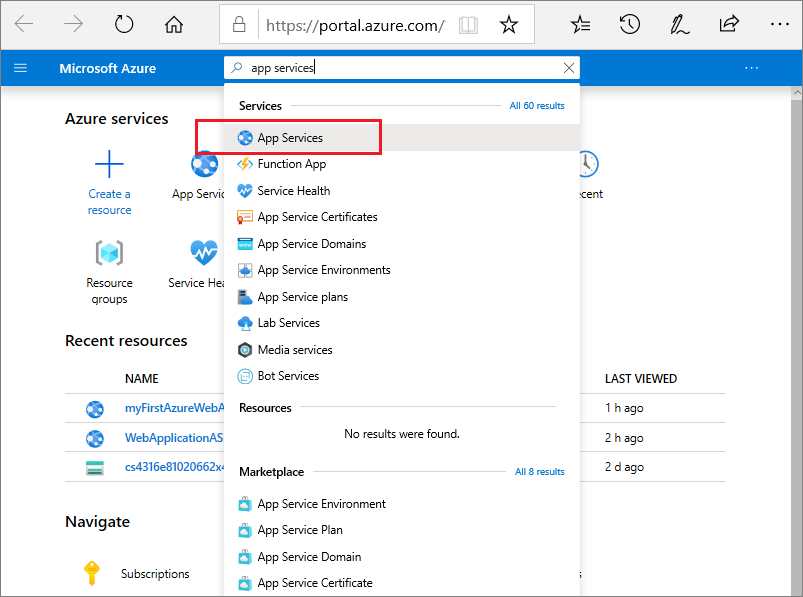 https://portal.azure.com/
Microsoft Azure
app services
Azure services
Create a
resource
App Servic
Resource
groups
Service Hea
ecent
Services
All 60 results
App Services
Function App
Service Health
App Service Certificates
App Service Domains
App Service Environments
App Service plans
Lab Services
Media services
Bot Services
Resources
No results were found.
Marketplace
All 8 results
App Service Environment
App Service Plan
App Service Domain
App Service Certificate
Recent resources
NAME
LAST VIEWED
myFirstAzureWebA
1 h ago
WebApplicationAS
2 h ago
cs4316e81020662x4
2 d ago
Navigate
Subscriptions